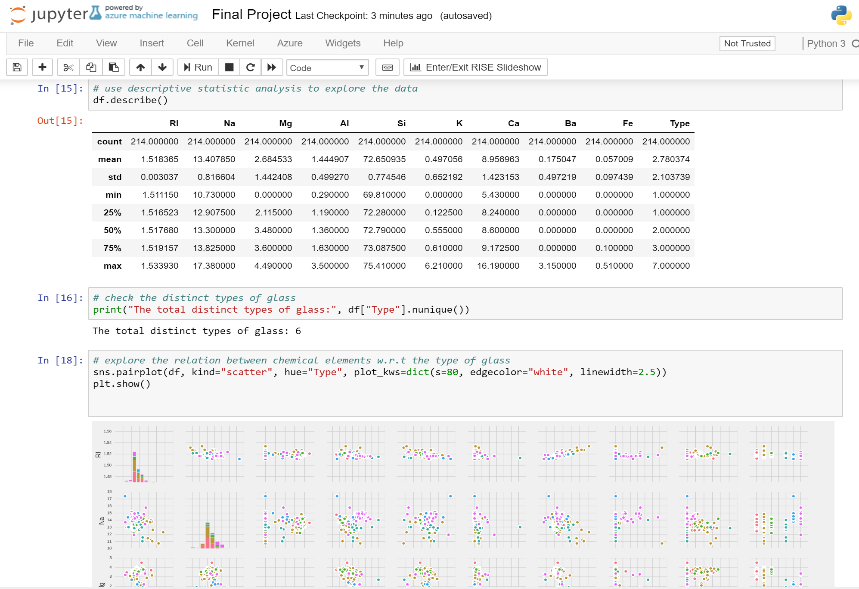 jupyter powered by azure machine learning Final Project Last Checkpoint: 3 minutes ago (autosaved)
File Edit View Insert Cell Kernel Azure Widgets Help Not Trusted Python 3
Run Code Enter/Exit RISE Slideshow
In [15]: # use descriptive statistic analysis to explore the data
df.describe()
Out[15]: RI Na Mg Al Si K Ca Ba Fe Type
count 214.000000 214.000000 214.000000 214.000000 214.000000 214.000000 214.000000 214.000000 214.000000 214.000000
mean 1.518365 13.407850 2.684533 1.444907 72.650935 0.497056 8.956963 0.175047 0.057009 2.780374
std 0.003037 0.816604 1.442408 0.499270 0.774546 0.652192 1.423153 0.497219 0.097439 2.103739
min 1.511150 10.730000 0.000000 0.290000 69.810000 0.000000 5.430000 0.000000 0.000000 1.000000
25% 1.516523 12.907500 2.115000 1.190000 72.280000 0.122500 8.240000 0.000000 0.000000 1.000000
50% 1.517680 13.300000 3.480000 1.360000 72.790000 0.555000 8.600000 0.000000 0.000000 2.000000
75% 1.519157 13.825000 3.600000 1.630000 73.087500 0.610000 9.172500 0.000000 0.100000 3.000000
max 1.533930 17.380000 4.490000 3.500000 75.410000 6.210000 16.190000 3.150000 0.510000 7.000000
In [16]: # check the distinct types of glass
print("The total distinct types of glass:", df["Type"].nunique())
The total distinct types of glass: 6
In [18]: # explore the relation between chemical elements w.r.t the type of glass
sns.pairplot(df, kind="scatter", hue="Type", plot_kws=dict(s=80, edgecolor="white", linewidth=2.5))
plt.show()
RI
18
17
16
15
Na
14
13
12
11
10